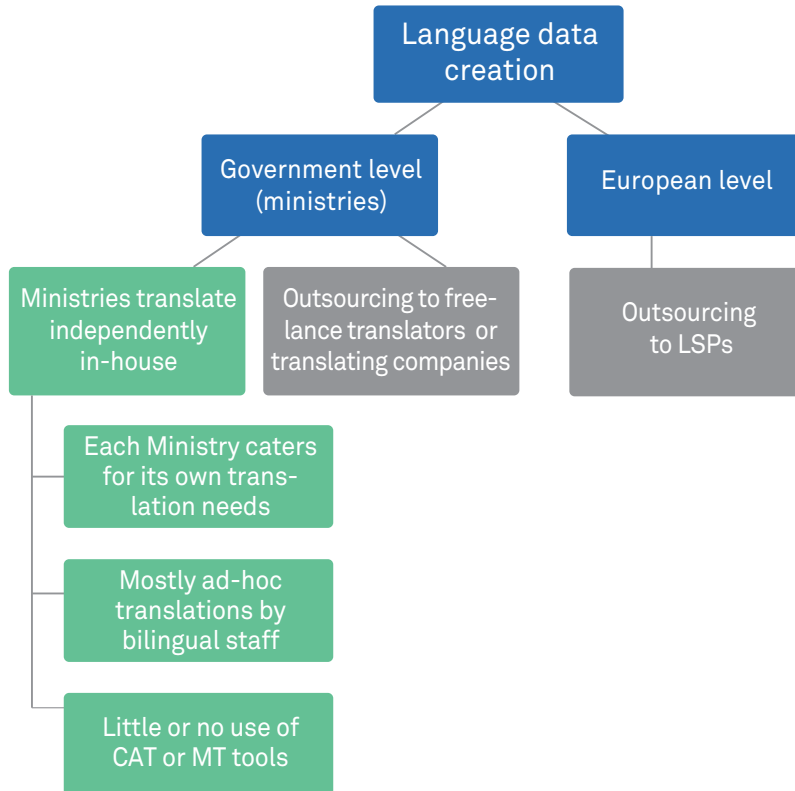 Language data
creation
Government level
(ministries)
European level
Ministries translate
independently
in-house
Outsourcing to free-
lance translators or
translating companies
Outsourcing
to LSPs
Each Ministry caters
for its own trans-
lation needs
Mostly ad-hoc
translations by
bilingual staff
Little or no use of
CAT or MT tools